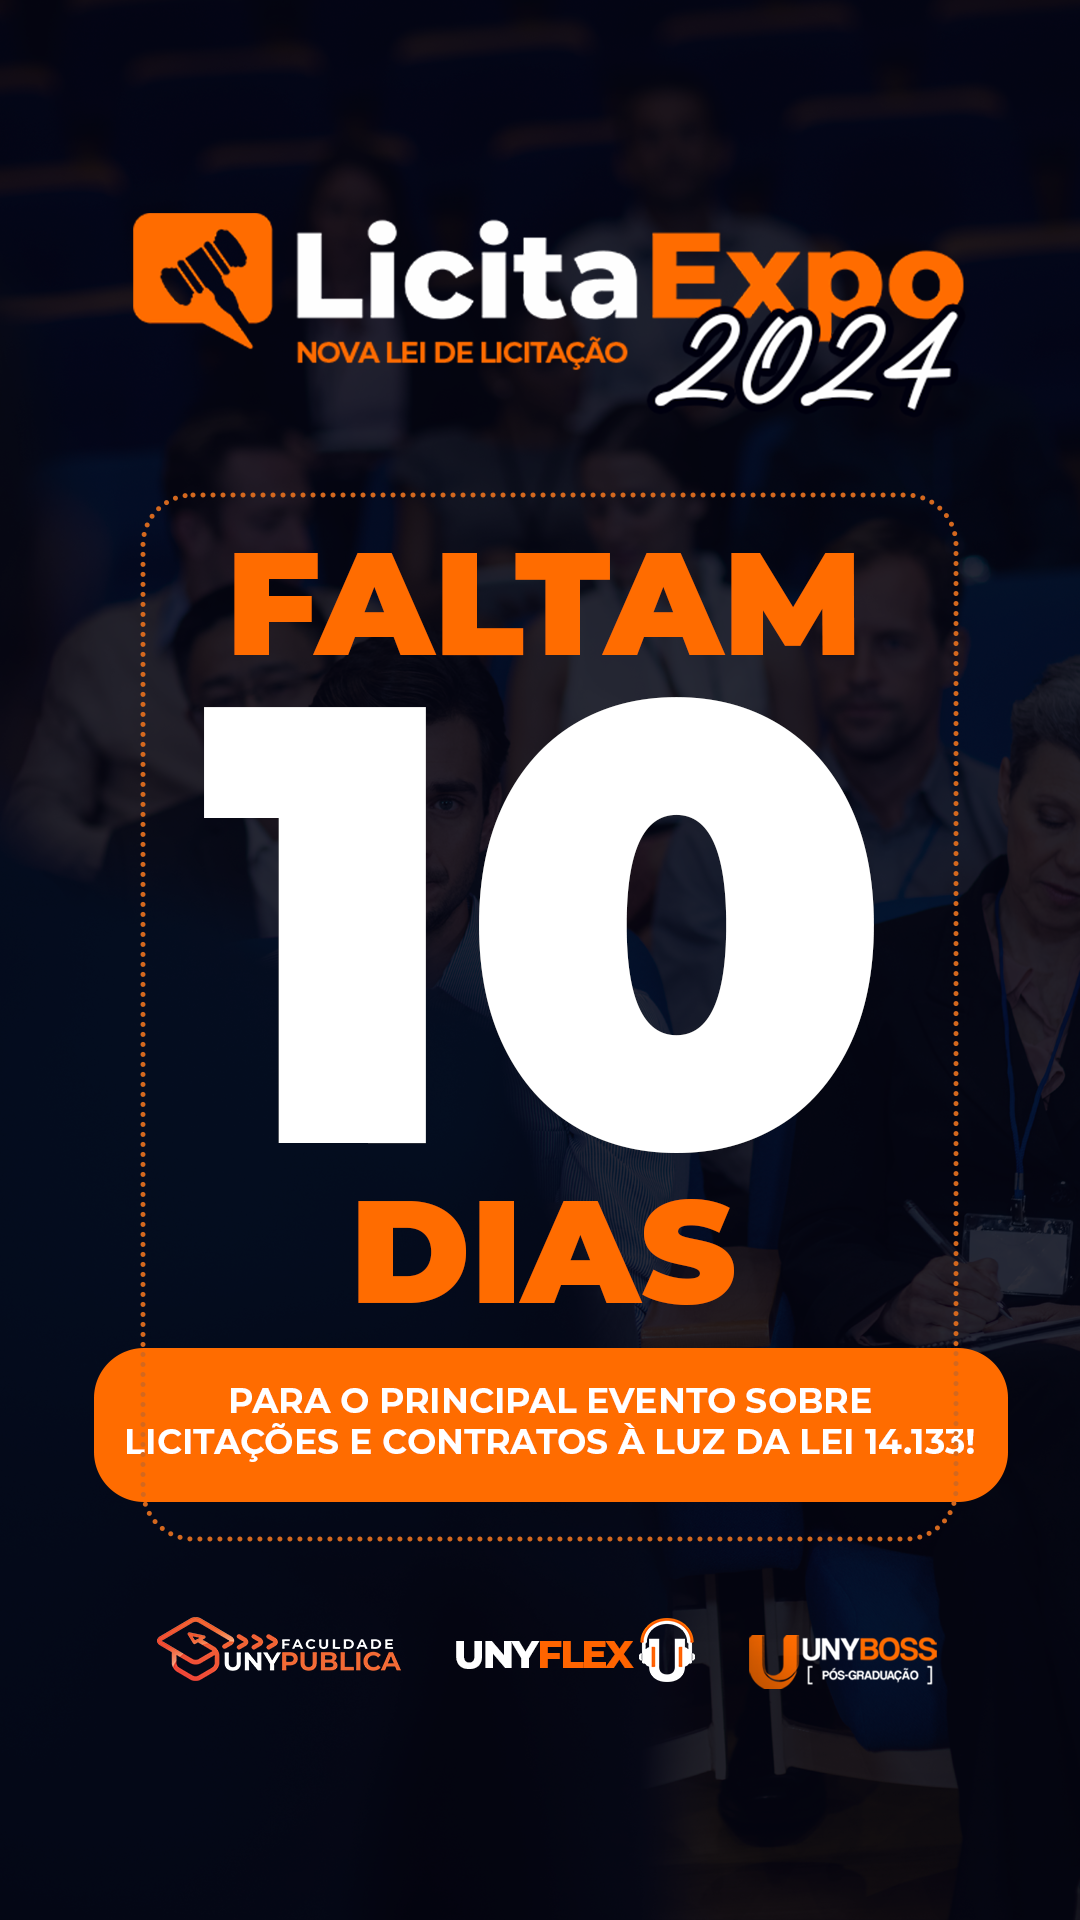 LicitaExpo
NOVA LEI DE LICITAÇÃO
2024
FALTAM
10
DIAS
PARA O PRINCIPAL EVENTO SOBRE
LICITAÇÕES E CONTRATOS À LUZ DA LEI 14.133!
FACULDADE
UNYPUBLICA
UNYFLEX U
U UNYBOSS
[ PÓS-GRADUAÇÃO ]